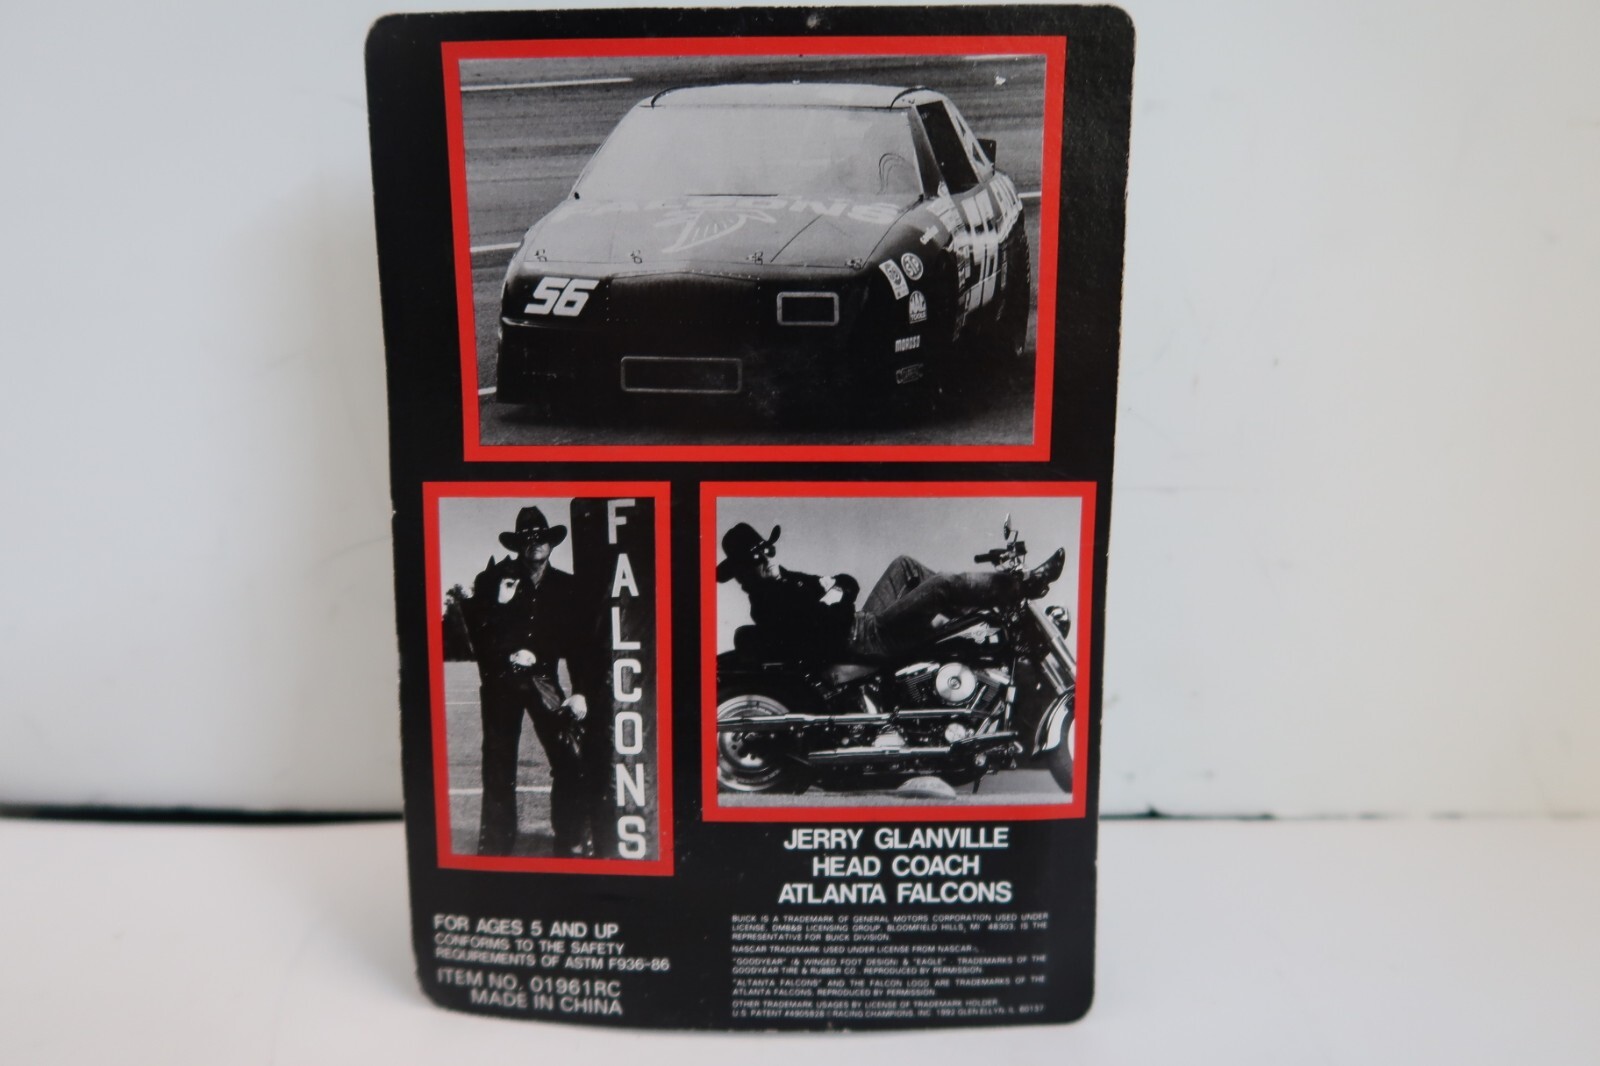 FALCONS
56
STP
MAC
TOOLS
MOROSO
FALCONS
JERRY GLANVILLE
HEAD COACH
ATLANTA FALCONS
FOR AGES 5 AND UP
CONFORMS TO THE SAFETY
REQUIREMENTS OF ASTM F936-86
ITEM NO. 01961RC
MADE IN CHINA
BUICK IS A TRADEMARK OF GENERAL MOTORS CORPORATION USED UNDER
LICENSE. DMB&B LICENSING GROUP, BLOOMFIELD HILLS, MI 48303, IS THE
REPRESENTATIVE FOR BUICK DIVISION.
NASCAR TRADEMARK USED UNDER LICENSE FROM NASCAR
"GOODYEAR" (& WINGED FOOT DESIGN) & "EAGLE" . TRADEMARKS OF THE
GOODYEAR TIRE & RUBBER CO., REPRODUCED BY PERMISSION.
"ALTANTA FALCONS" AND THE FALCON LOGO ARE TRADEMARKS OF THE
ATLANTA FALCONS. REPRODUCED BY PERMISSION.
OTHER TRADEMARK USAGES BY LICENSE OF TRADEMARK HOLDER
U.S. PATENT #4905828 / RACING CHAMPIONS, INC 1992 GLEN ELLYN, IL 60137